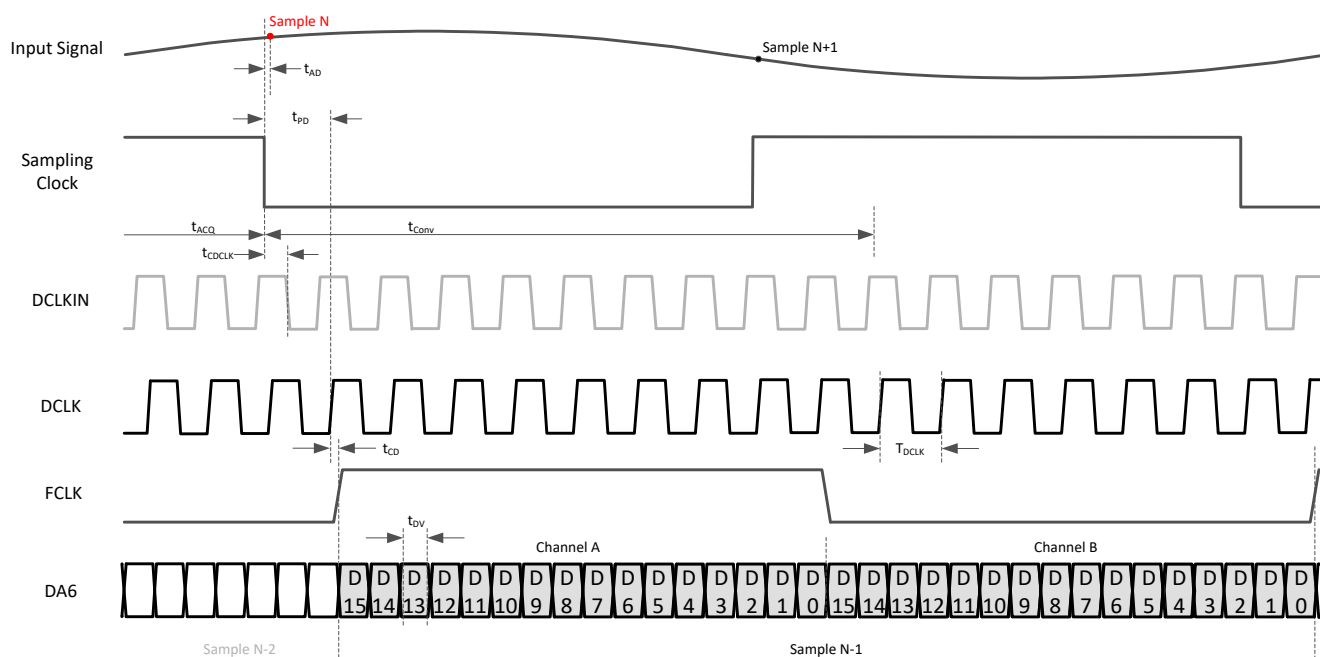 Sample N
Input Signal
Sample N+1
tAD
tPD
Sampling
Clock
tACQ
tConv
tCDCLK
DCLKIN
DCLK
tCD
TDCLK
FCLK
tDV
Channel A
Channel B
DA6
D D D D D D D D D D D D D D D D D D D D D D D D D D D D D D D D
15 14 13 12 11 10 9 8 7 6 5 4 3 2 1 0 15 14 13 12 11 10 9 8 7 6 5 4 3 2 1 0
Sample N-2
Sample N-1